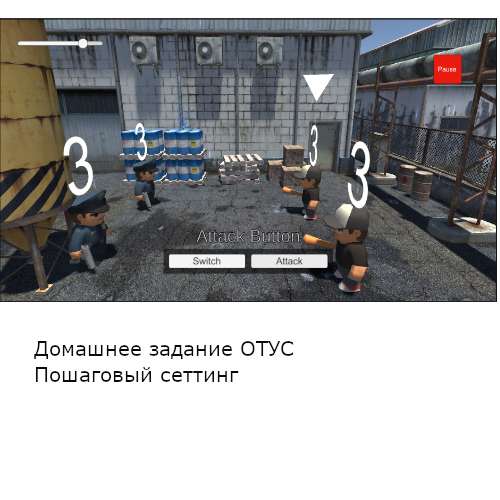 Pause
3
3
3
3
Attack Button
Switch Attack
Домашнее задание ОТУС
Пошаговый сеттинг